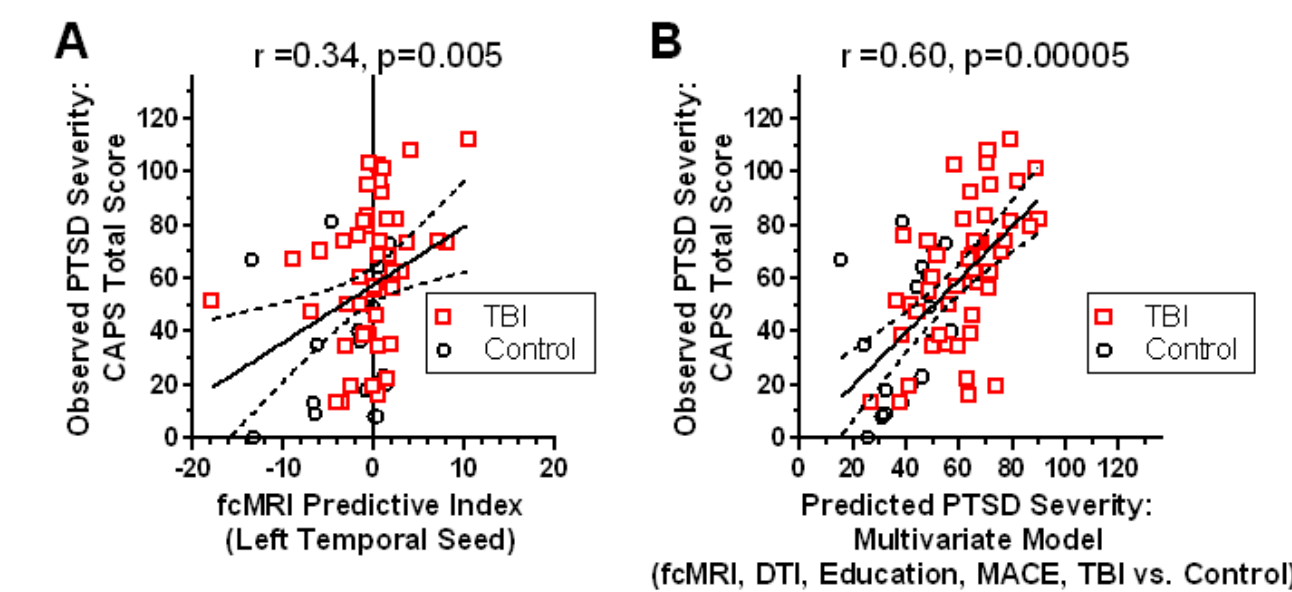 A
r =0.34, p=0.005
Observed PTSD Severity:
CAPS Total Score
120
100
80
60
40
20
0
-20 -10 0 10 20
fcMRI Predictive Index
(Left Temporal Seed)
TBI
Control
B
r =0.60, p=0.00005
Observed PTSD Severity:
CAPS Total Score
120
100
80
60
40
20
0
0 20 40 60 80 100 120
Predicted PTSD Severity:
Multivariate Model
(fcMRI, DTI, Education, MACE, TBI vs. Control)
TBI
Control